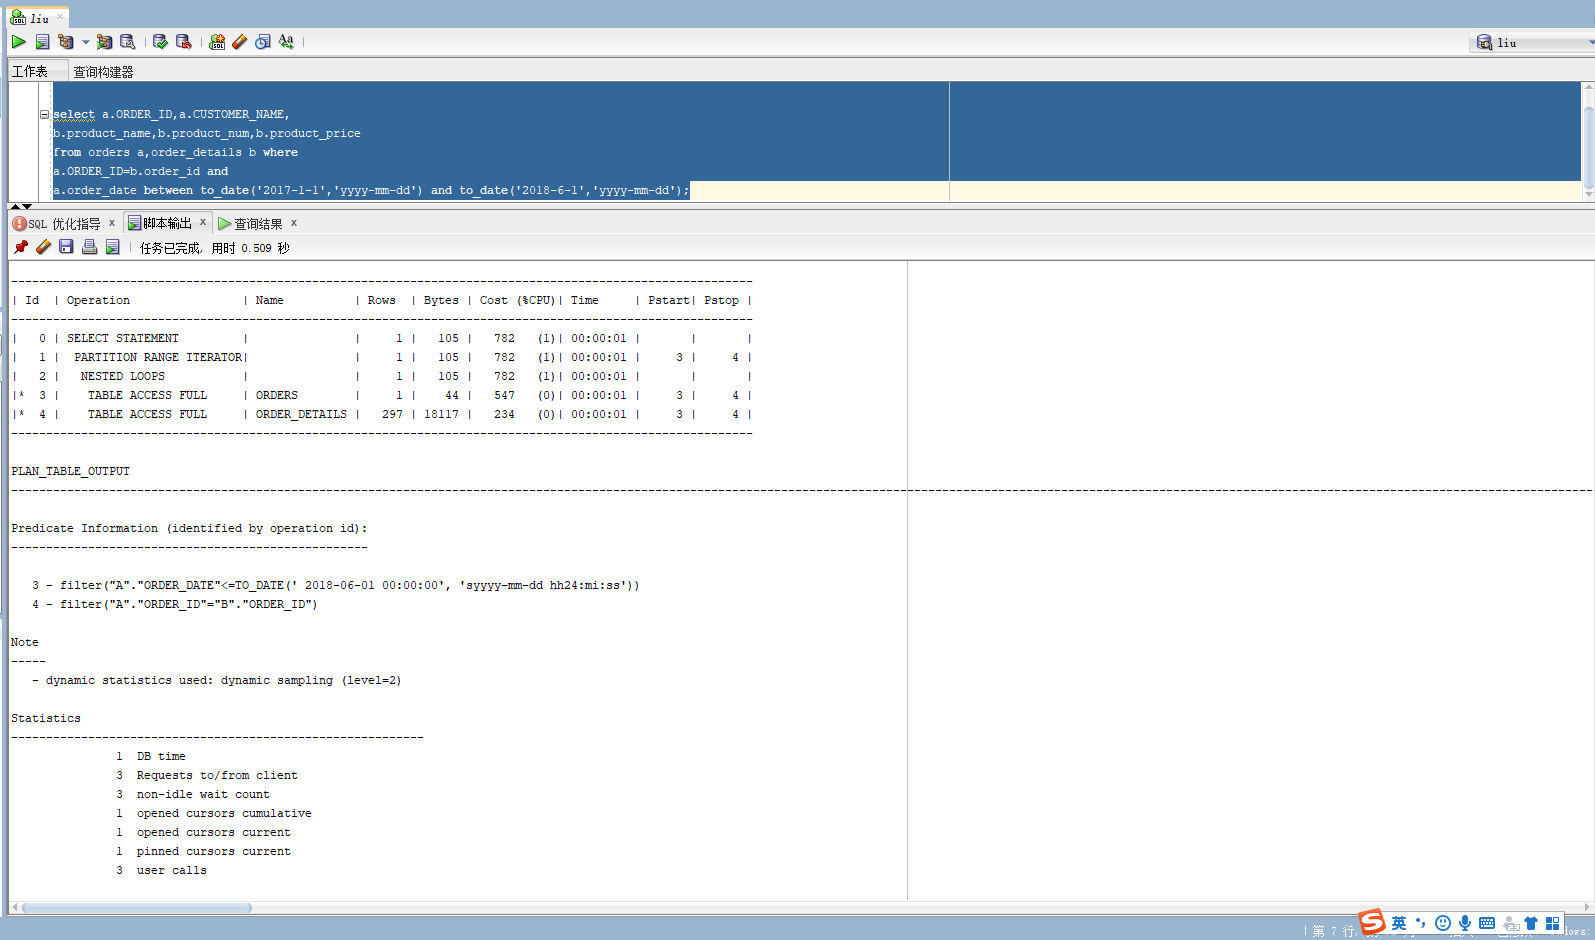 liu
liu
工作表 查询构建器
select a.ORDER_ID,a.CUSTOMER_NAME,
b.product_name,b.product_num,b.product_price
from orders a,order_details b where
a.ORDER_ID=b.order_id and
a.order_date between to_date('2017-1-1','yyyy-mm-dd') and to_date('2018-6-1','yyyy-mm-dd');
SQL 优化指导 x 脚本输出 x 查询结果 x
任务已完成, 用时 0.509 秒
| Id | Operation | Name | Rows | Bytes | Cost (%CPU)| Time | Pstart| Pstop |
| 0 | SELECT STATEMENT | | 1 | 105 | 782 (1)| 00:00:01 | | |
| 1 | PARTITION RANGE ITERATOR| | 1 | 105 | 782 (1)| 00:00:01 | 3 | 4 |
| 2 | NESTED LOOPS | | 1 | 105 | 782 (1)| 00:00:01 | | |
|* 3 | TABLE ACCESS FULL | ORDERS | 1 | 44 | 547 (0)| 00:00:01 | 3 | 4 |
|* 4 | TABLE ACCESS FULL | ORDER_DETAILS | 297 | 18117 | 234 (0)| 00:00:01 | 3 | 4 |
PLAN_TABLE_OUTPUT
Predicate Information (identified by operation id):
3 - filter("A"."ORDER_DATE"<=TO_DATE(' 2018-06-01 00:00:00', 'syyyy-mm-dd hh24:mi:ss'))
4 - filter("A"."ORDER_ID"="B"."ORDER_ID")
Note
-----
- dynamic statistics used: dynamic sampling (level=2)
Statistics
1 DB time
3 Requests to/from client
3 non-idle wait count
1 opened cursors cumulative
1 opened cursors current
1 pinned cursors current
3 user calls
英
第 7 行,